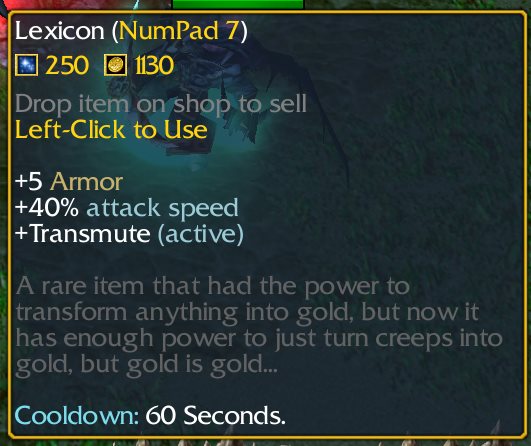 Lexicon (NumPad 7)
250 1130
Drop item on shop to sell
Left-Click to Use
+5 Armor
+40% attack speed
+Transmute (active)
A rare item that had the power to
transform anything into gold, but now it
has enough power to just turn creeps into
gold, but gold is gold...
Cooldown: 60 Seconds.